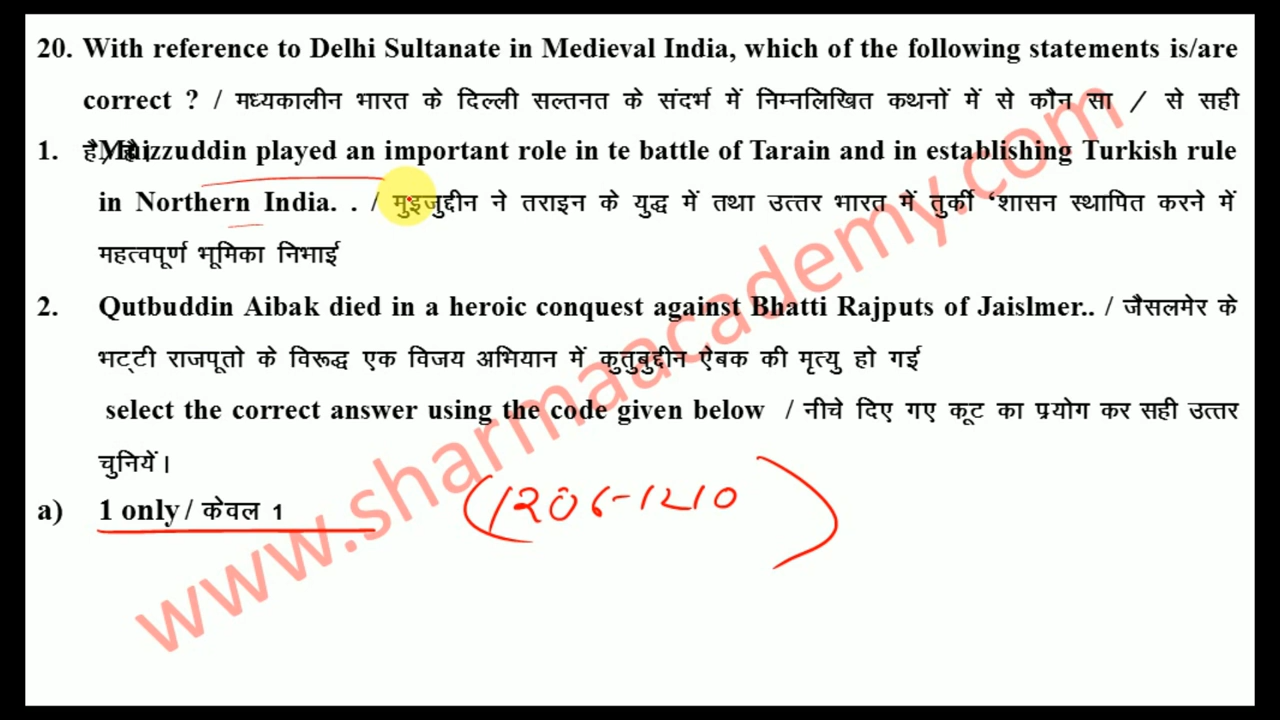 20. With reference to Delhi Sultanate in Medieval India, which of the following statements is/are
correct ? / मध्यकालीन भारत के दिल्ली सल्तनत के संदर्भ में निम्नलिखित कथनों में से कौन सा / से सही
है/हैं।
1. Muizzuddin played an important role in te battle of Tarain and in establishing Turkish rule
in Northern India. . / मुइजुद्दीन ने तराइन के युद्ध में तथा उत्तर भारत में तुर्की ‘शासन स्थापित करने में
महत्वपूर्ण भूमिका निभाई
2. Qutbuddin Aibak died in a heroic conquest against Bhatti Rajputs of Jaislmer.. / जैसलमेर के
भट्टी राजपूतो के विरूद्ध एक विजय अभियान में कुतुबुद्दीन ऐबक की मृत्यु हो गई
select the correct answer using the code given below / नीचे दिए गए कूट का प्रयोग कर सही उत्तर
चुनियें।
a) 1 only / केवल 1
(1206-1210)
www.sharmaacademy.com